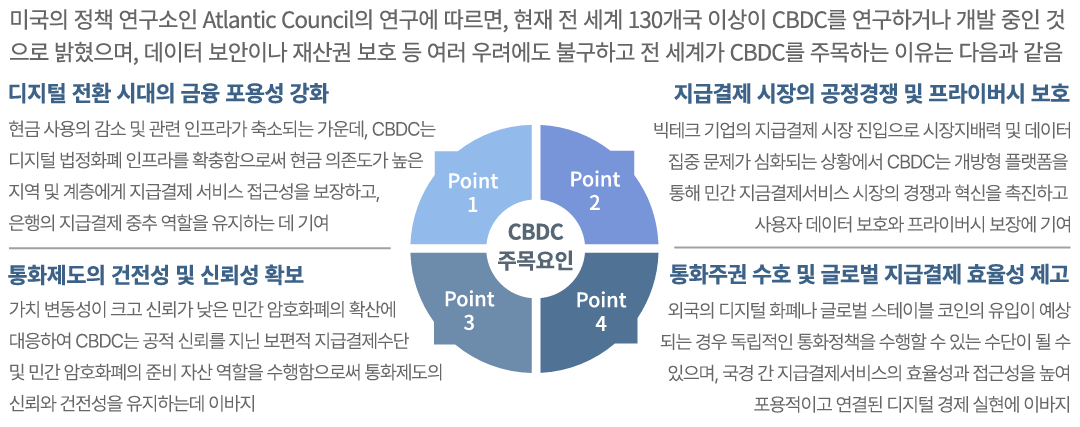 미국의 정책 연구소인 Atlantic Council의 연구에 따르면, 현재 전 세계 130개국 이상이 CBDC를 연구하거나 개발 중인 것
으로 밝혔으며, 데이터 보안이나 재산권 보호 등 여러 우려에도 불구하고 전 세계가 CBDC를 주목하는 이유는 다음과 같음
디지털 전환 시대의 금융 포용성 강화
현금 사용의 감소 및 관련 인프라가 축소되는 가운데, CBDC는
디지털 법정화폐 인프라를 확충함으로써 현금 의존도가 높은
지역 및 계층에게 지급결제 서비스 접근성을 보장하고,
은행의 지급결제 중추 역할을 유지하는 데 기여
지급결제 시장의 공정경쟁 및 프라이버시 보호
빅테크 기업의 지급결제 시장 진입으로 시장지배력 및 데이터
집중 문제가 심화되는 상황에서 CBDC는 개방형 플랫폼을
통해 민간 지금결제서비스 시장의 경쟁과 혁신을 촉진하고
사용자 데이터 보호와 프라이버시 보장에 기여
Point
1
Point
2
CBDC
주목요인
Point
3
Point
4
통화제도의 건전성 및 신뢰성 확보
가치 변동성이 크고 신뢰가 낮은 민간 암호화폐의 확산에
대응하여 CBDC는 공적 신뢰를 지닌 보편적 지급결제수단
및 민간 암호화폐의 준비 자산 역할을 수행함으로써 통화제도의
신뢰와 건전성을 유지하는데 이바지
통화주권 수호 및 글로벌 지급결제 효율성 제고
외국의 디지털 화폐나 글로벌 스테이블 코인의 유입이 예상
되는 경우 독립적인 통화정책을 수행할 수 있는 수단이 될 수
있으며, 국경 간 지급결제서비스의 효율성과 접근성을 높여
포용적이고 연결된 디지털 경제 실현에 이바지